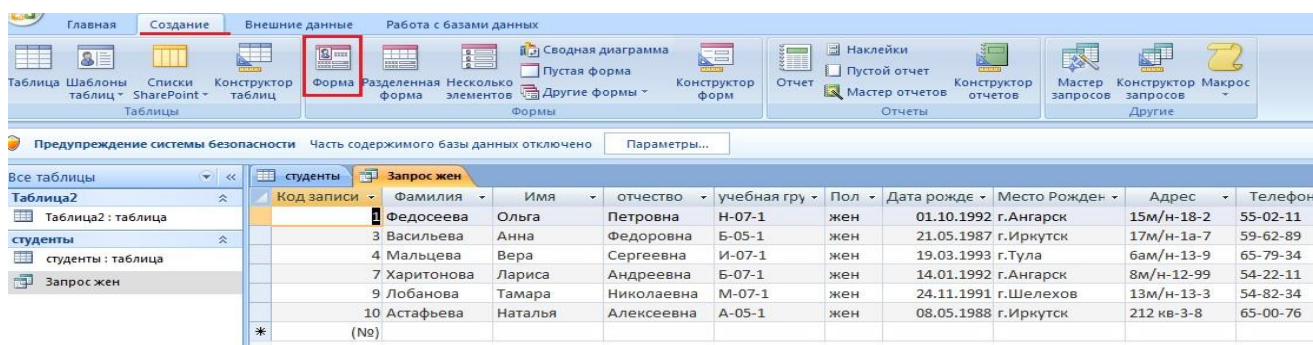 Главная Создание Внешние данные Работа с базами данных
Таблица Шаблоны таблиц Списки SharePoint Конструктор таблиц
Таблицы
Форма Разделенная форма Несколько элементов Сводная диаграмма Пустая форма Другие формы Конструктор форм
Формы
Отчет Наклейки Пустой отчет Мастер отчетов Конструктор отчетов
Отчеты
Мастер запросов Конструктор запросов Макрос
Другие
Предупреждение системы безопасности Часть содержимого базы данных отключено Параметры...
Все таблицы
Таблица2
Таблица2 : таблица
студенты
студенты : таблица
Запрос жен
студенты Запрос жен
Код записи Фамилия Имя отчество учебная гру Пол Дата рожде Место Рожден Адрес Телефон
1 Федосеева Ольга Петровна Н-07-1 жен 01.10.1992 г.Ангарск 15м/н-18-2 55-02-11
3 Васильева Анна Федоровна Б-05-1 жен 21.05.1987 г.Иркутск 17м/н-1а-7 59-62-89
4 Мальцева Вера Сергеевна И-07-1 жен 19.03.1993 г.Тула 6ам/н-13-9 65-79-34
7 Харитонова Лариса Андреевна Б-07-1 жен 14.01.1992 г.Ангарск 8м/н-12-99 54-22-11
9 Лобанова Тамара Николаевна М-07-1 жен 24.11.1991 г.Шелехов 13м/н-13-3 54-82-34
10 Астафьева Наталья Алексеевна А-05-1 жен 08.05.1988 г.Иркутск 212 кв-3-8 65-00-76
(№)